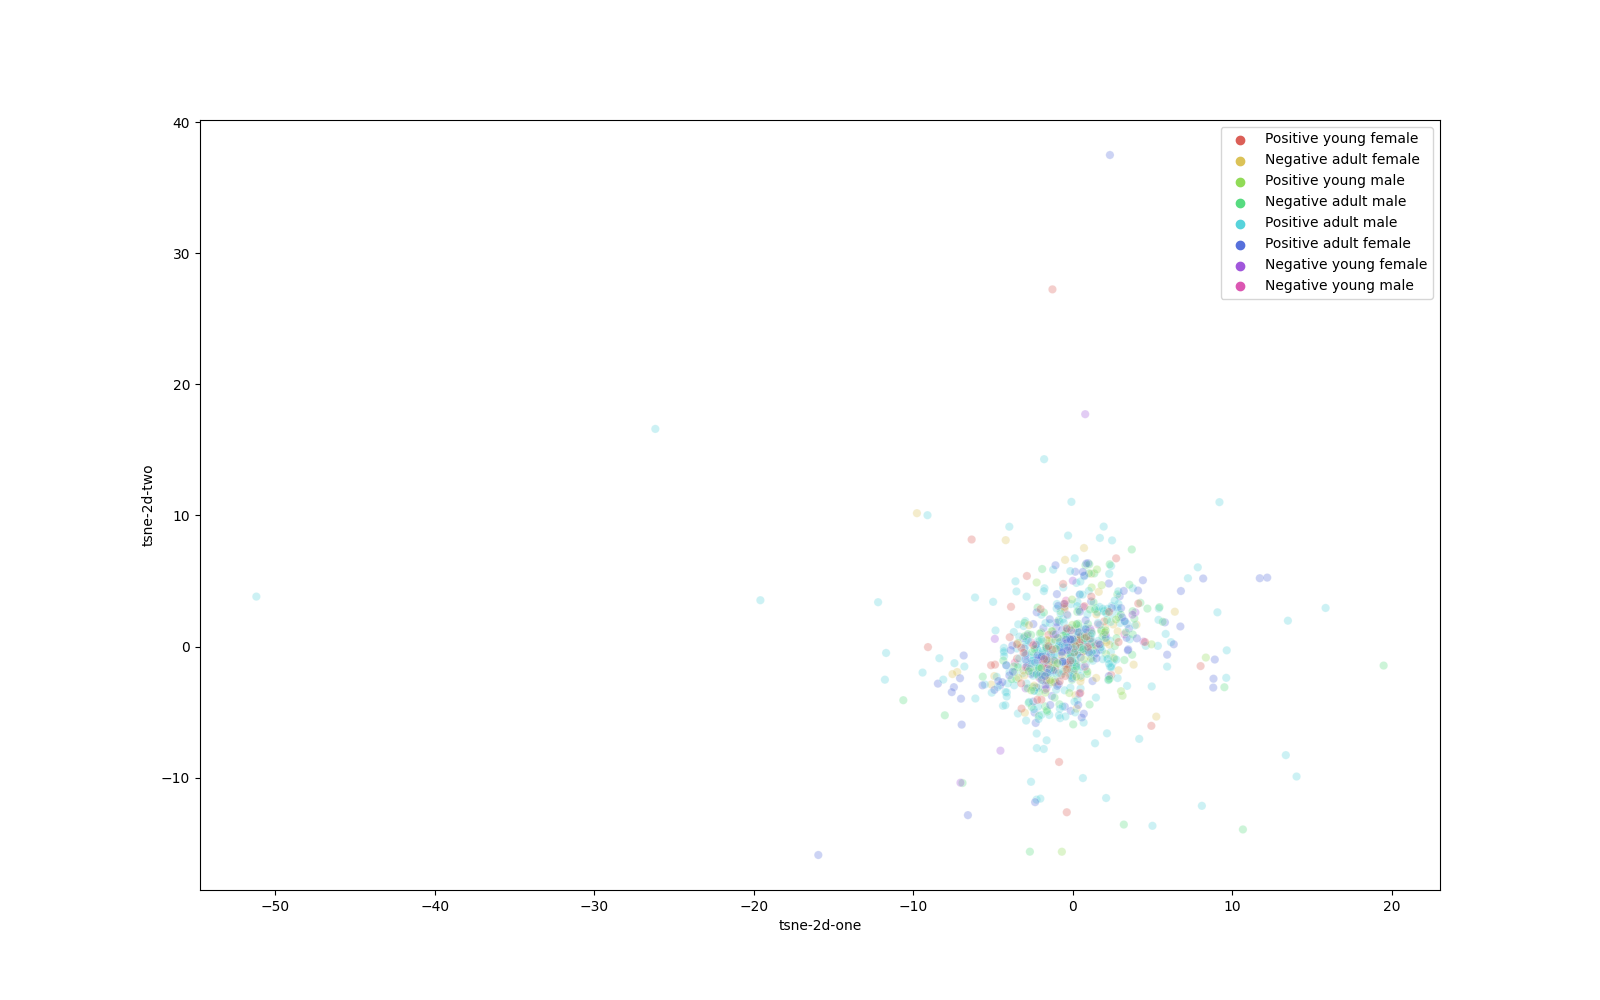 40
30
20
10
0
−10
tsne-2d-two
−50
−40
−30
−20
−10
0
10
20
tsne-2d-one
Positive young female
Negative adult female
Positive young male
Negative adult male
Positive adult male
Positive adult female
Negative young female
Negative young male